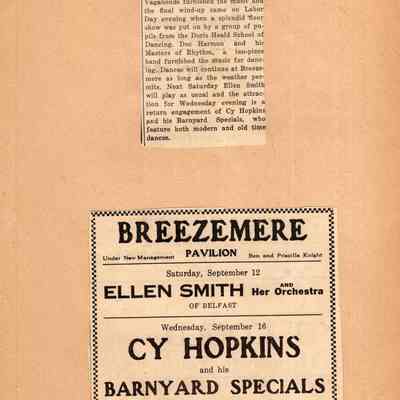 Vagabonds furnished the music and
the final wind-up came on Labor
Day evening when a splendid floor
show was put on by a group of pu-
pils from the Doris Heald School of
Dancing. Doc Harmon and his
Masters of Rhythm, a ten-piece
band furnished the music for danc-
ing. Dances will continue at Breeze-
mere as long as the weather per-
mits. Next Saturday Ellen Smith
will play as usual and the attrac-
tion for Wednesday evening is a
return engagement of Cy Hopkins
and his Barnyard Specials, who
feature both modern and old time
dances.
BREEZEMERE
Under New Management PAVILION Ben and Priscilla Knight
Saturday, September 12
ELLEN SMITH AND Her Orchestra
OF BELFAST
Wednesday, September 16
CY HOPKINS
and his
BARNYARD SPECIALS